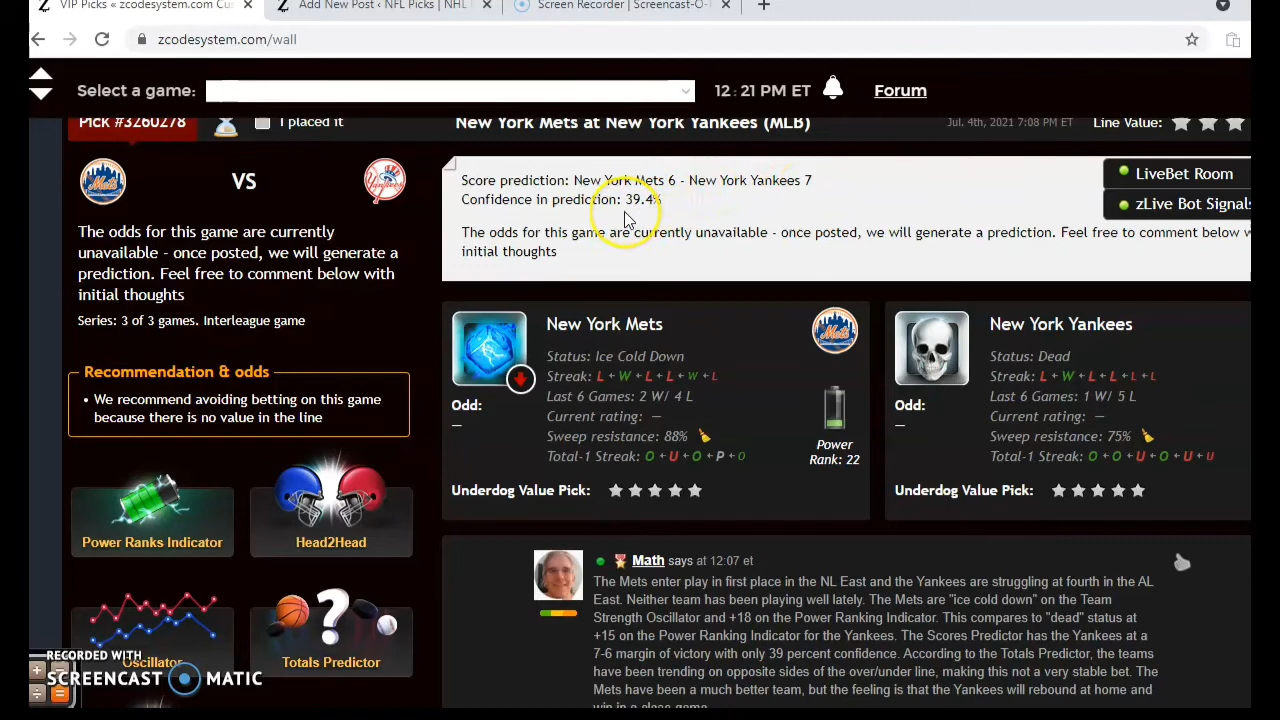 VIP Picks « zcodesystem.com Cus
Add New Post ‹ NFL Picks | NHL
Screen Recorder | Screencast-O-
zcodesystem.com/wall
Select a game:
12:21 PM ET
Forum
Pick #3260278
I placed it
New York Mets at New York Yankees (MLB)
Jul. 4th, 2021 7:08 PM ET
Line Value:
VS
Score prediction: New York Mets 6 - New York Yankees 7
Confidence in prediction: 39.4%
The odds for this game are currently unavailable - once posted, we will generate a prediction. Feel free to comment below w
initial thoughts
LiveBet Room
zLive Bot Signals
The odds for this game are currently
unavailable - once posted, we will generate a
prediction. Feel free to comment below with
initial thoughts
Series: 3 of 3 games. Interleague game
Recommendation & odds
• We recommend avoiding betting on this game
because there is no value in the line
Power Ranks Indicator
Head2Head
Oscillator
Totals Predictor
New York Mets
Status: Ice Cold Down
Streak: L + W + L + L + W + L
Last 6 Games: 2 W/ 4 L
Current rating: —
Sweep resistance: 88%
Total-1 Streak: O + U + O + P + O
Odd:
—
Power
Rank: 22
Underdog Value Pick:
New York Yankees
Status: Dead
Streak: L + W + L + L + L + L
Last 6 Games: 1 W/ 5 L
Current rating: —
Sweep resistance: 75%
Total-1 Streak: O + O + U + O + U + U
Odd:
—
Underdog Value Pick:
Math says at 12:07 et
The Mets enter play in first place in the NL East and the Yankees are struggling at fourth in the AL
East. Neither team has been playing well lately. The Mets are "ice cold down" on the Team
Strength Oscillator and +18 on the Power Ranking Indicator. This compares to "dead" status at
+15 on the Power Ranking Indicator for the Yankees. The Scores Predictor has the Yankees at a
7-6 margin of victory with only 39 percent confidence. According to the Totals Predictor, the teams
have been trending on opposite sides of the over/under line, making this not a very stable bet. The
Mets have been a much better team, but the feeling is that the Yankees will rebound at home and
win in a close game.
RECORDED WITH
SCREENCAST MATIC